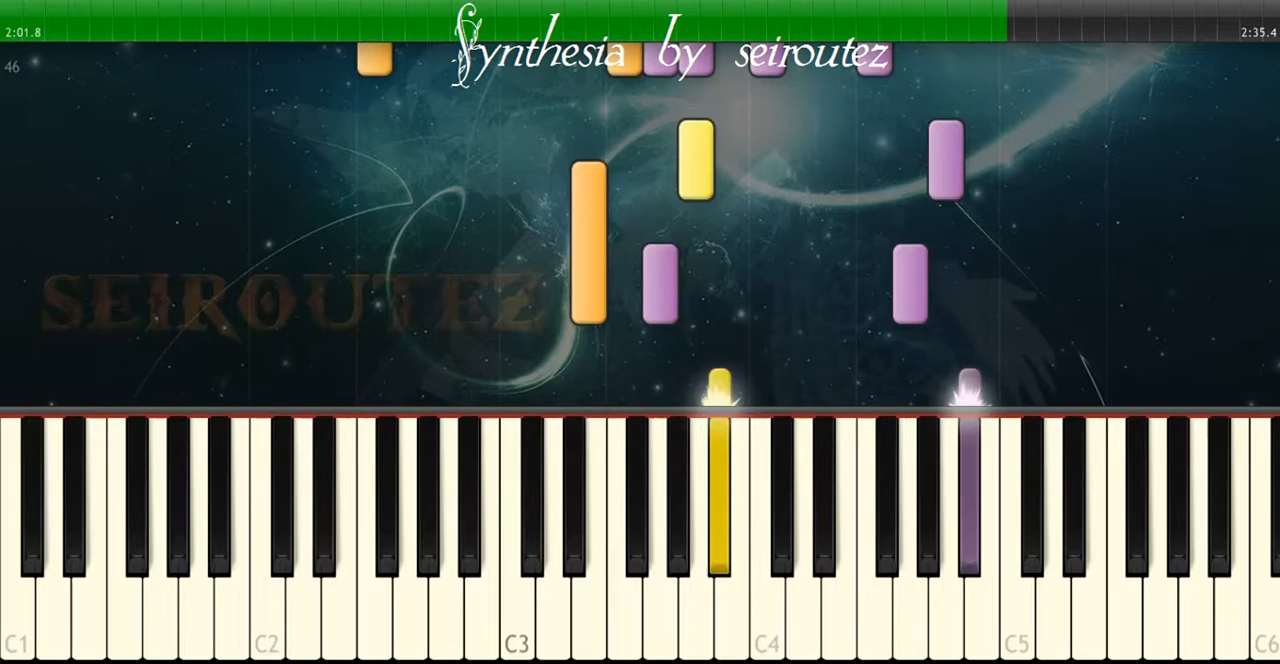 Synthesia by seiroutez
2:01.8
2:35.4
46
SEIROUTEZ
C1
C2
C3
C4
C5
C6